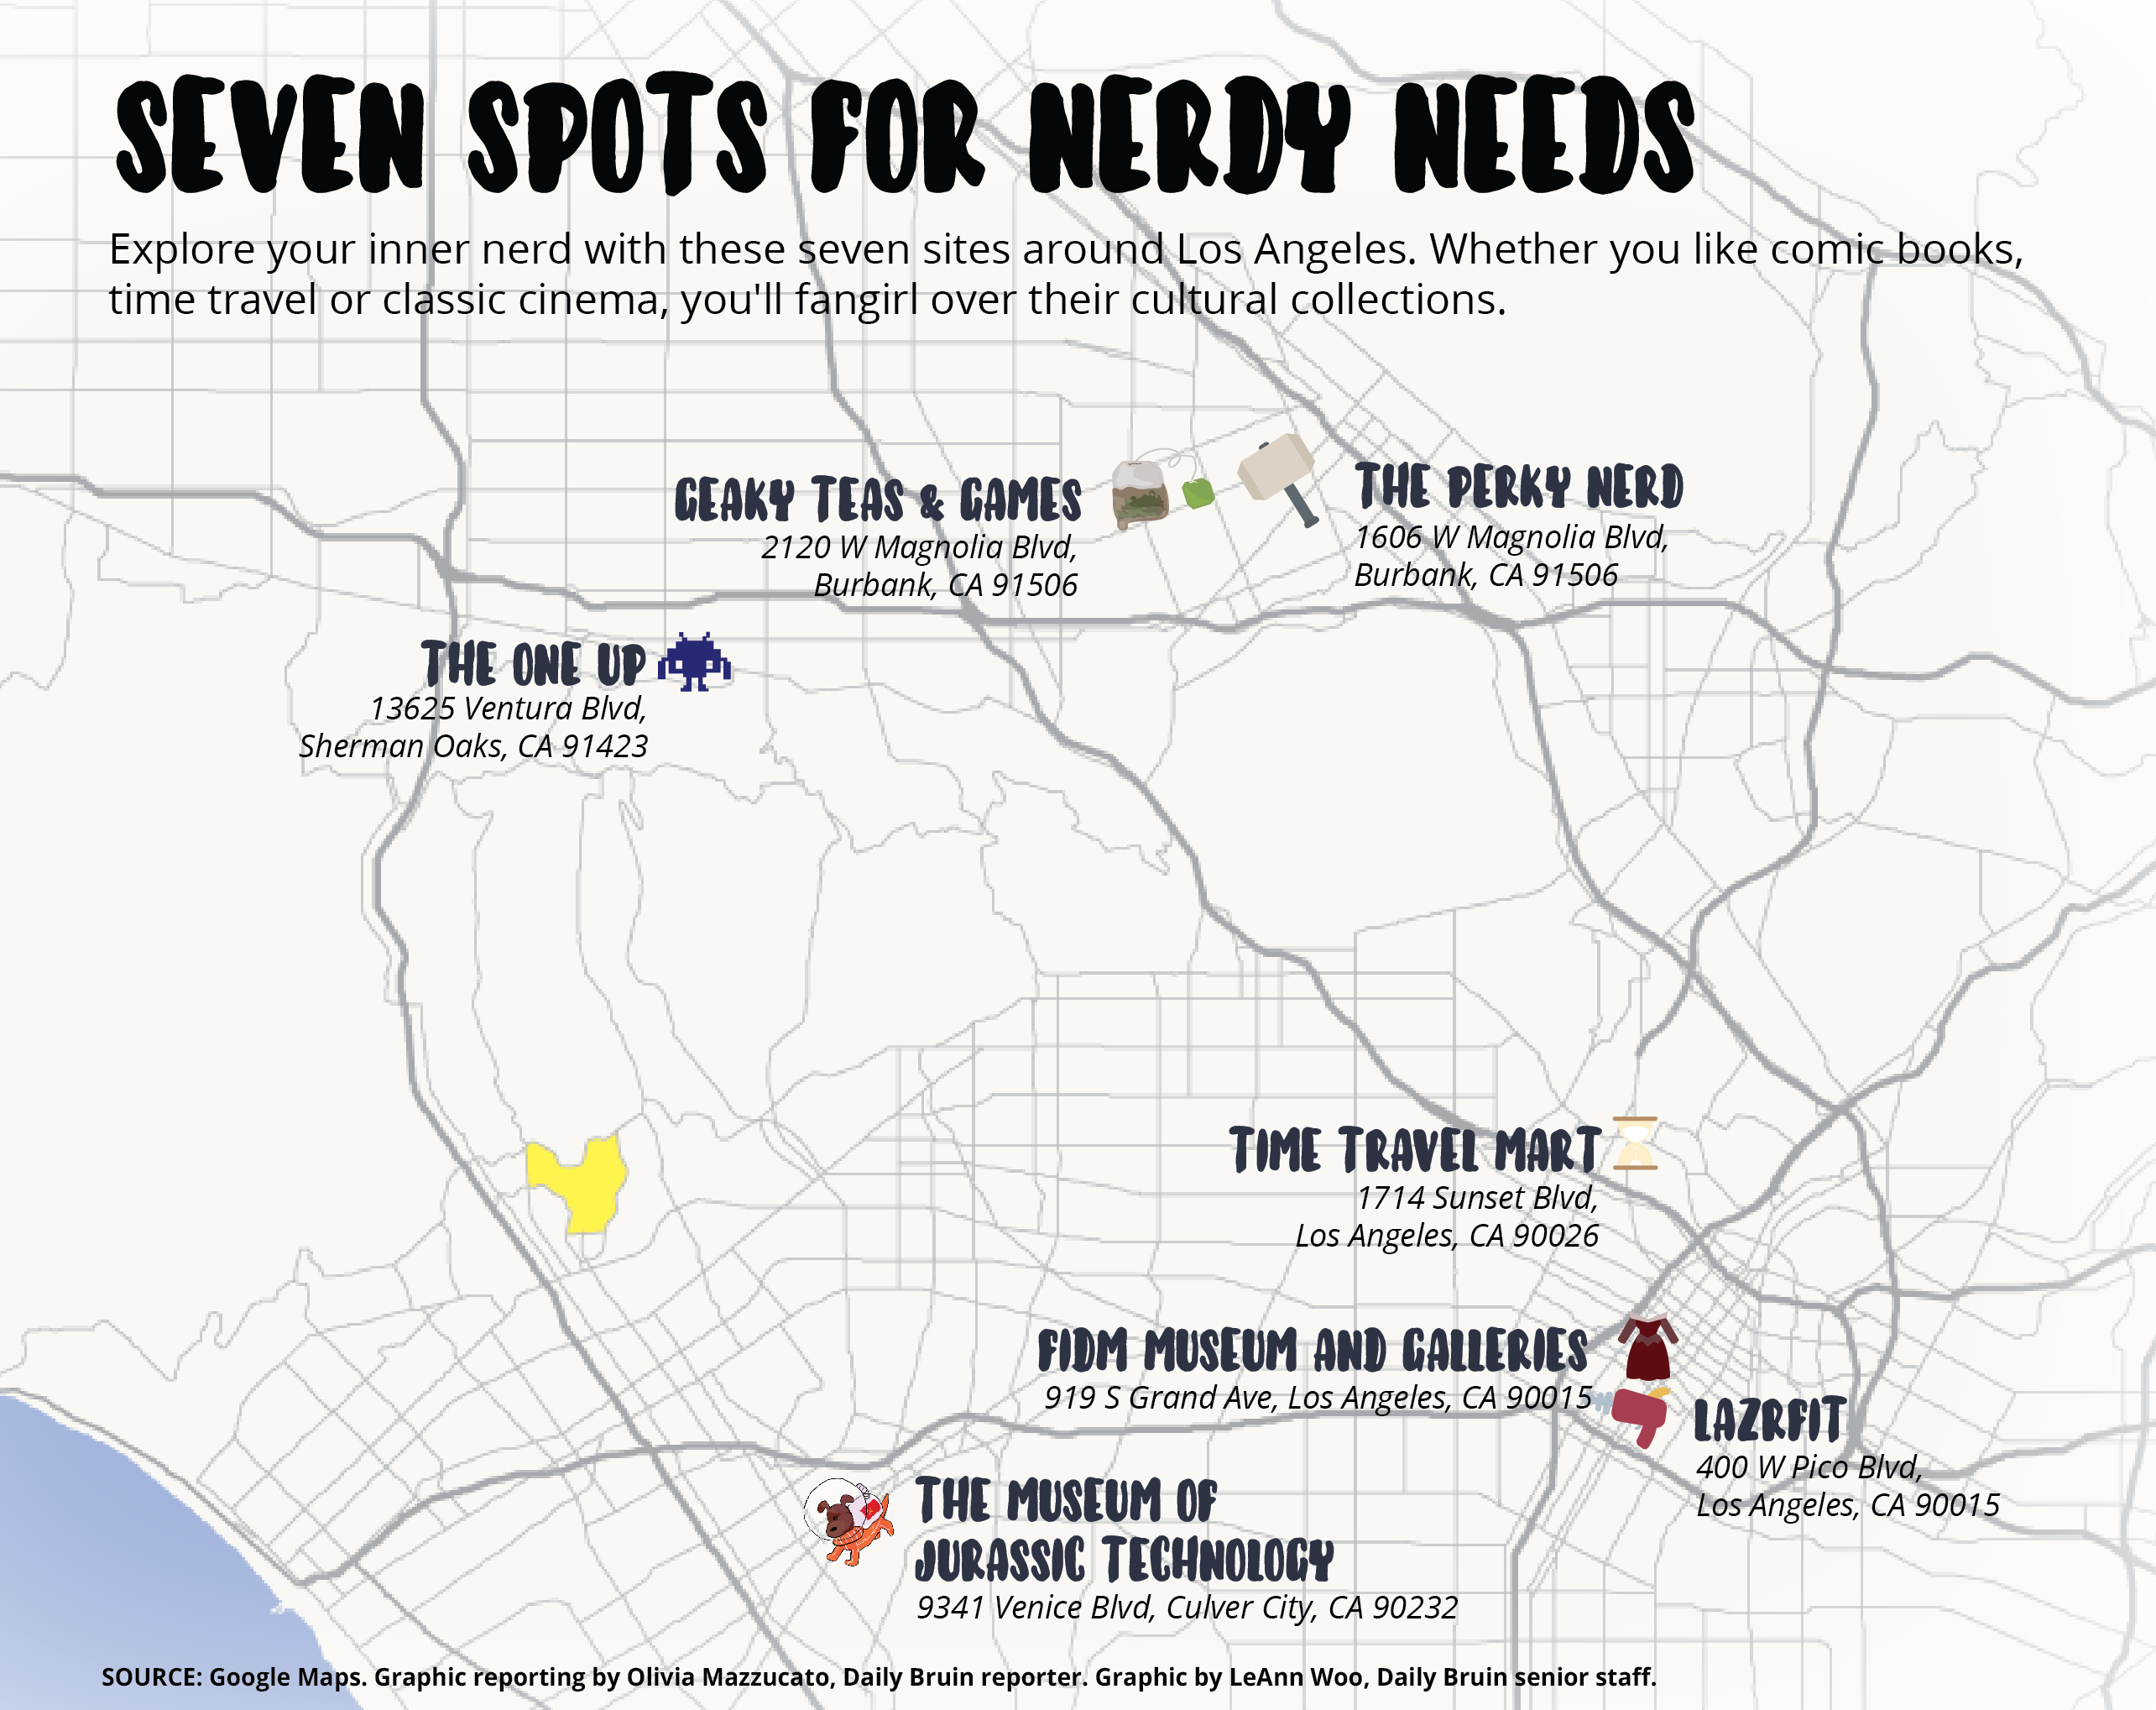 SEVEN SPOTS FOR NERDY NEEDS
Explore your inner nerd with these seven sites around Los Angeles. Whether you like comic books,
time travel or classic cinema, you'll fangirl over their cultural collections.
GEAKY TEAS & GAMES
2120 W Magnolia Blvd,
Burbank, CA 91506
THE PERKY NERD
1606 W Magnolia Blvd,
Burbank, CA 91506
THE ONE UP
13625 Ventura Blvd,
Sherman Oaks, CA 91423
TIME TRAVEL MART
1714 Sunset Blvd,
Los Angeles, CA 90026
FIDM MUSEUM AND GALLERIES
919 S Grand Ave, Los Angeles, CA 90015
LAZRFIT
400 W Pico Blvd,
Los Angeles, CA 90015
THE MUSEUM OF
JURASSIC TECHNOLOGY
9341 Venice Blvd, Culver City, CA 90232
SOURCE: Google Maps. Graphic reporting by Olivia Mazzucato, Daily Bruin reporter. Graphic by LeAnn Woo, Daily Bruin senior staff.